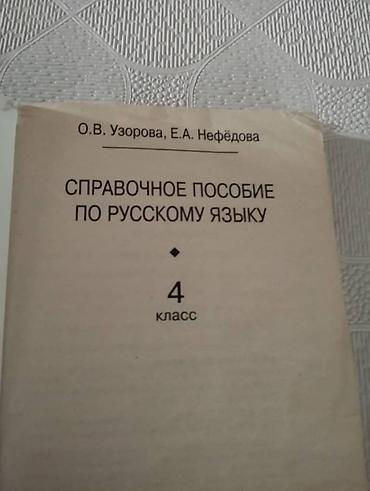 О.В. Узорова, Е.А. Нефёдова
СПРАВОЧНОЕ ПОСОБИЕ
ПО РУССКОМУ ЯЗЫКУ
4
класс